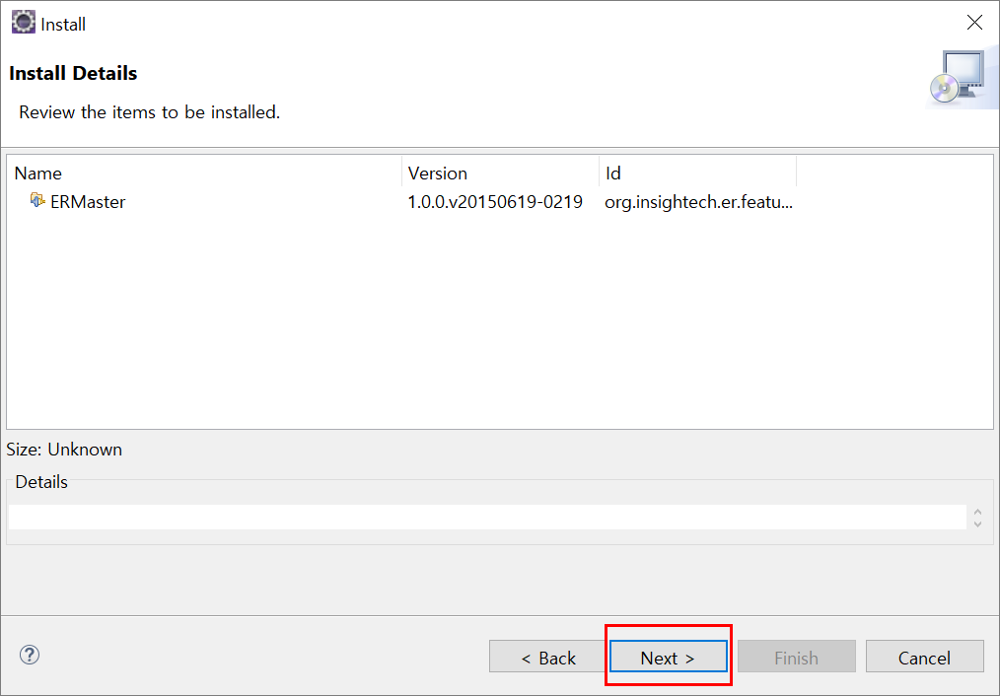 Install
Install Details
Review the items to be installed.
Name Version Id
ERMaster 1.0.0.v20150619-0219 org.insightech.er.featu...
Size: Unknown
Details
? < Back Next > Finish Cancel